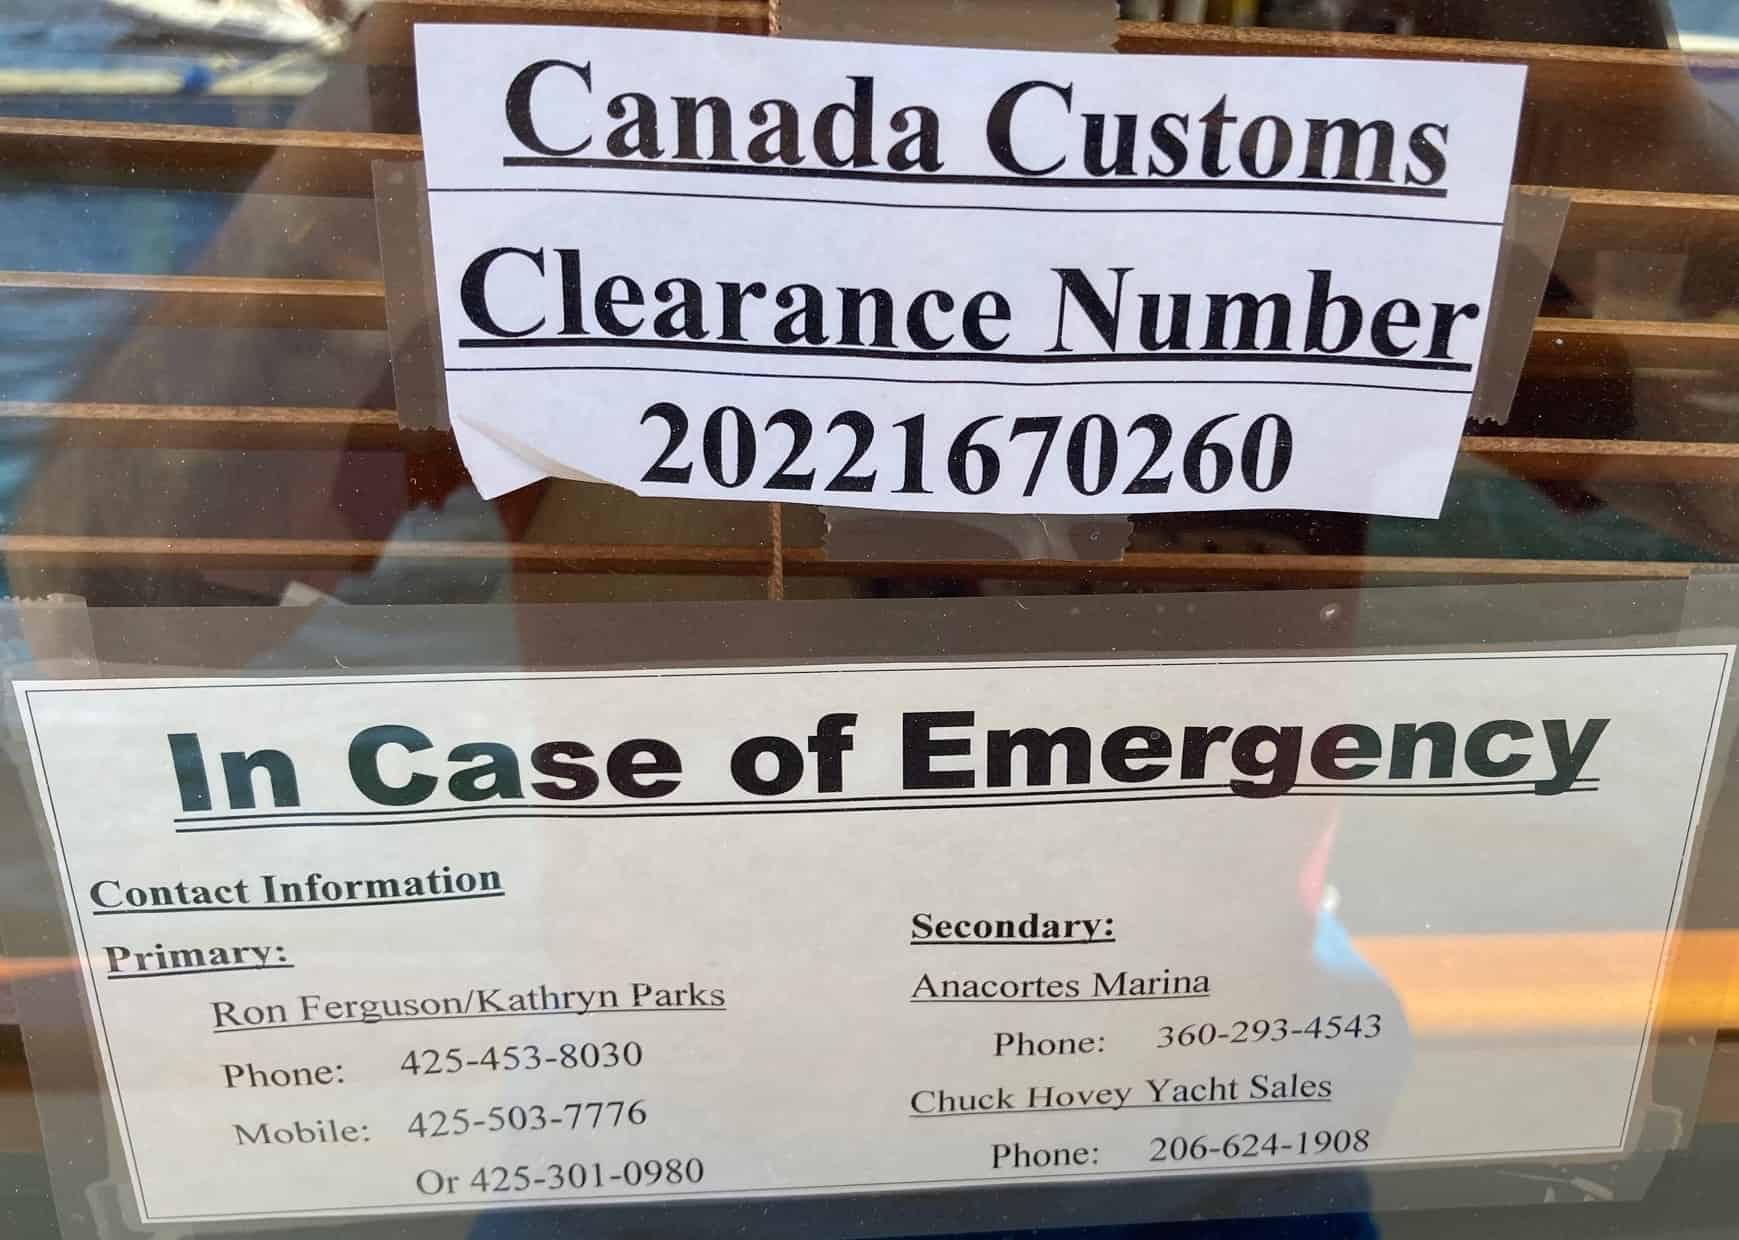 Canada Customs
Clearance Number
20221670260
In Case of Emergency
Contact Information
Primary:
Ron Ferguson/Kathryn Parks
Phone: 425-453-8030
Mobile: 425-503-7776
Or 425-301-0980
Secondary:
Anacortes Marina
Phone: 360-293-4543
Chuck Hovey Yacht Sales
Phone: 206-624-1908